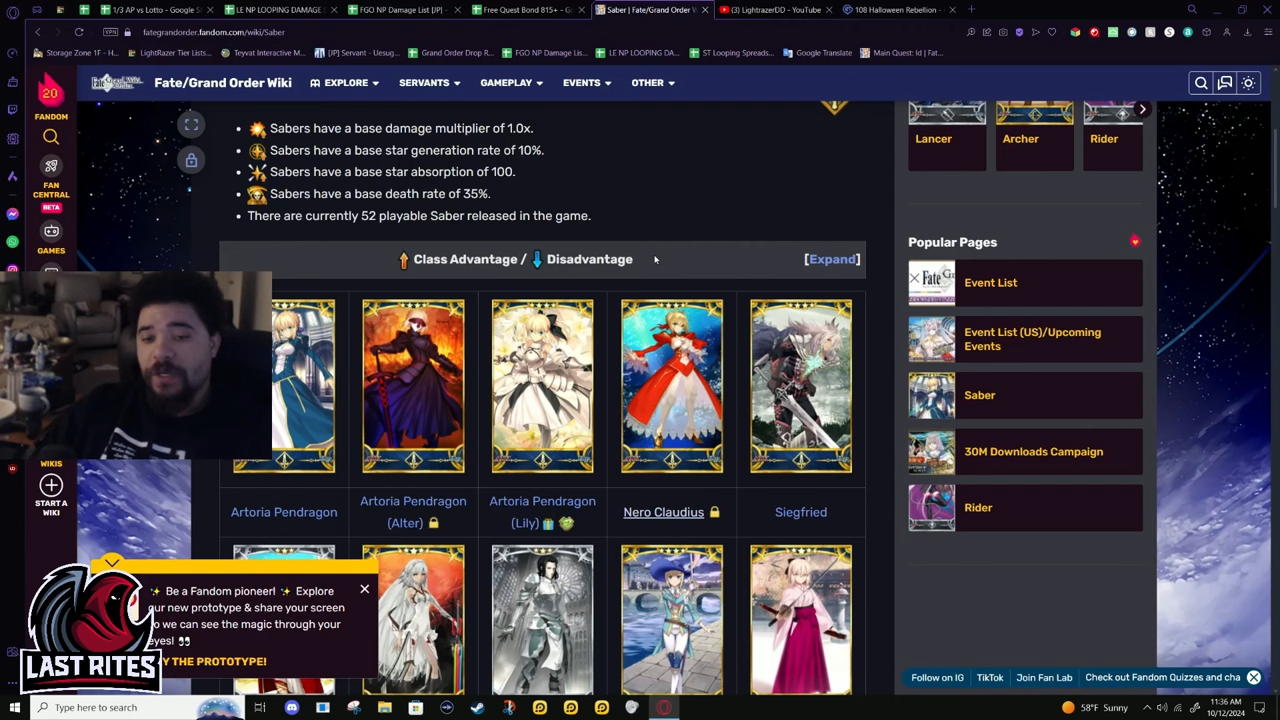 1/3 AP vs Lotto - Google S
LE NP LOOPING DAMAGE
FGO NP Damage List [JP] -
Free Quest Bond 815+ - Go
Saber | Fate/Grand Order W
(3) LightrazerDD - YouTube
108 Halloween Rebellion -
VPN
fategrandorder.fandom.com/wiki/Saber
Storage Zone 1F - H...
LightRazer Tier Lists...
Teyvat Interactive M...
[JP] Servant - Uesug...
Grand Order Drop R...
FGO NP Damage Lis...
LE NP LOOPING DA...
ST Looping Spreads...
Google Translate
Main Quest: Id | Fat...
20
FANDOM
FAN CENTRAL
BETA
GAMES
WIKIS
START A WIKI
Fate/Grand Order Wiki
EXPLORE
SERVANTS
GAMEPLAY
EVENTS
OTHER
Sabers have a base damage multiplier of 1.0x.
Sabers have a base star generation rate of 10%.
Sabers have a base star absorption of 100.
Sabers have a base death rate of 35%.
There are currently 52 playable Saber released in the game.
Class Advantage / Disadvantage
[Expand]
Artoria Pendragon
Artoria Pendragon
(Alter)
Artoria Pendragon
(Lily)
Nero Claudius
Siegfried
Lancer
Archer
Rider
Popular Pages
Event List
Event List (US)/Upcoming
Events
Saber
30M Downloads Campaign
Rider
Be a Fandom pioneer! Explore
our new prototype & share your screen
so we can see the magic through your
eyes!
THE PROTOTYPE!
LAST RITES
Follow on IG
TikTok
Join Fan Lab
Check out Fandom Quizzes and cha
Type here to search
58°F Sunny
11:36 AM
10/12/2024